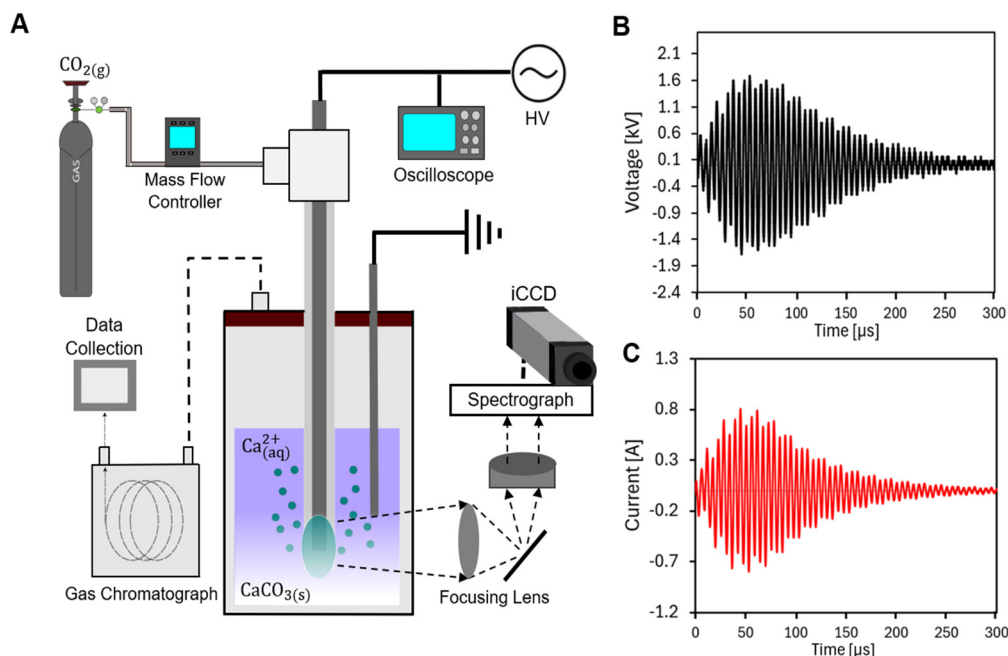 A
CO2(g)
GAS
Mass Flow
Controller
HV
Oscilloscope
iCCD
Data
Collection
Spectrograph
Ca2+(aq)
CaCO3(s)
Gas Chromatograph
Focusing Lens
B
Voltage [kV]
2.1
1.6
1.1
0.6
0.1
-0.4
-0.9
-1.4
-1.9
-2.4
0 50 100 150 200 250 300
Time [µs]
C
Current [A]
1.3
0.8
0.3
-0.2
-0.7
-1.2
0 50 100 150 200 250 300
Time [µs]